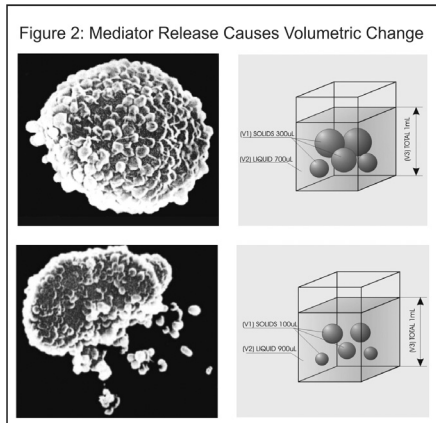 Figure 2: Mediator Release Causes Volumetric Change
(V1) SOLIDS 300uL
(V2) LIQUID 700uL
(V3) TOTAL 1mL
(V1) SOLIDS 100uL
(V2) LIQUID 900uL
(V3) TOTAL 1mL